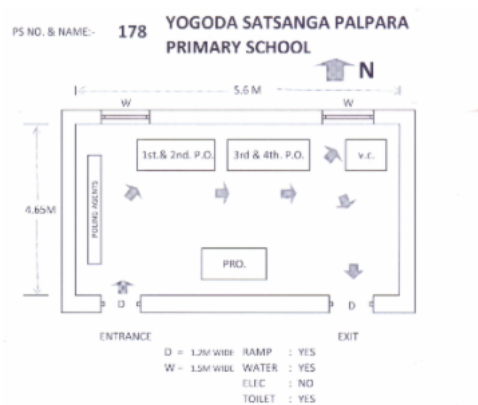 PS NO. & NAME:- 178 YOGODA SATSANGA PALPARA
PRIMARY SCHOOL
N
5.6 M
W W
1st.& 2nd. P.O. 3rd & 4th. P.O. v.c.
POLING AGENTS
4.65M
PRO.
D D
ENTRANCE EXIT
D = 1.2M WIDE RAMP : YES
W – 1.5M WIDE WATER : YES
ELEC : NO
TOILET : YES